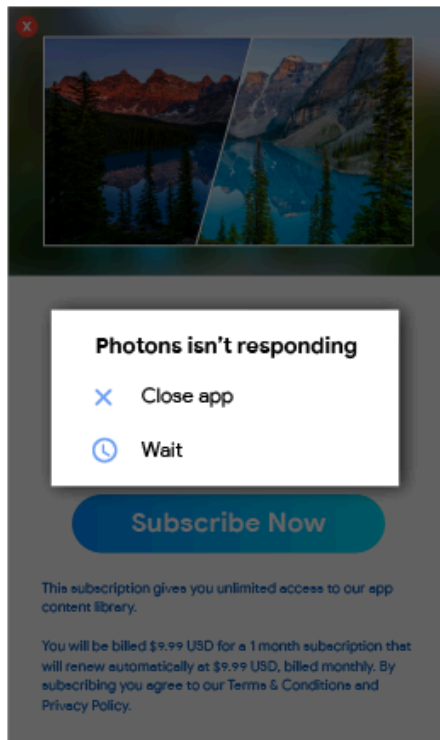 X
Photons isn't responding
Close app
Wait
Subscribe Now
This subscription gives you unlimited access to our app
content library.
You will be billed $9.99 USD for a 1 month subscription that
will renew automatically at $9.99 USD, billed monthly. By
subscribing you agree to our Terms & Conditions and
Privacy Policy.